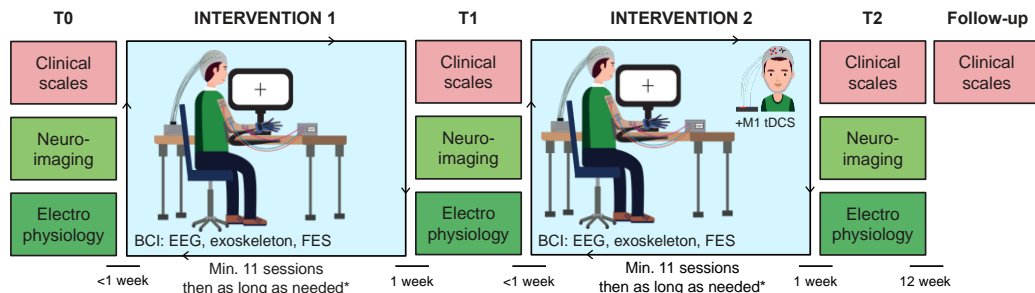 T0
INTERVENTION 1
T1
INTERVENTION 2
T2
Follow-up
Clinical
scales
Neuro-
imaging
Electro
physiology
BCI: EEG, exoskeleton, FES
Min. 11 sessions
then as long as needed*
Clinical
scales
Neuro-
imaging
Electro
physiology
+M1 tDCS
BCI: EEG, exoskeleton, FES
Min. 11 sessions
then as long as needed*
Clinical
scales
Neuro-
imaging
Electro
physiology
Clinical
scales
<1 week
1 week
<1 week
1 week
12 week